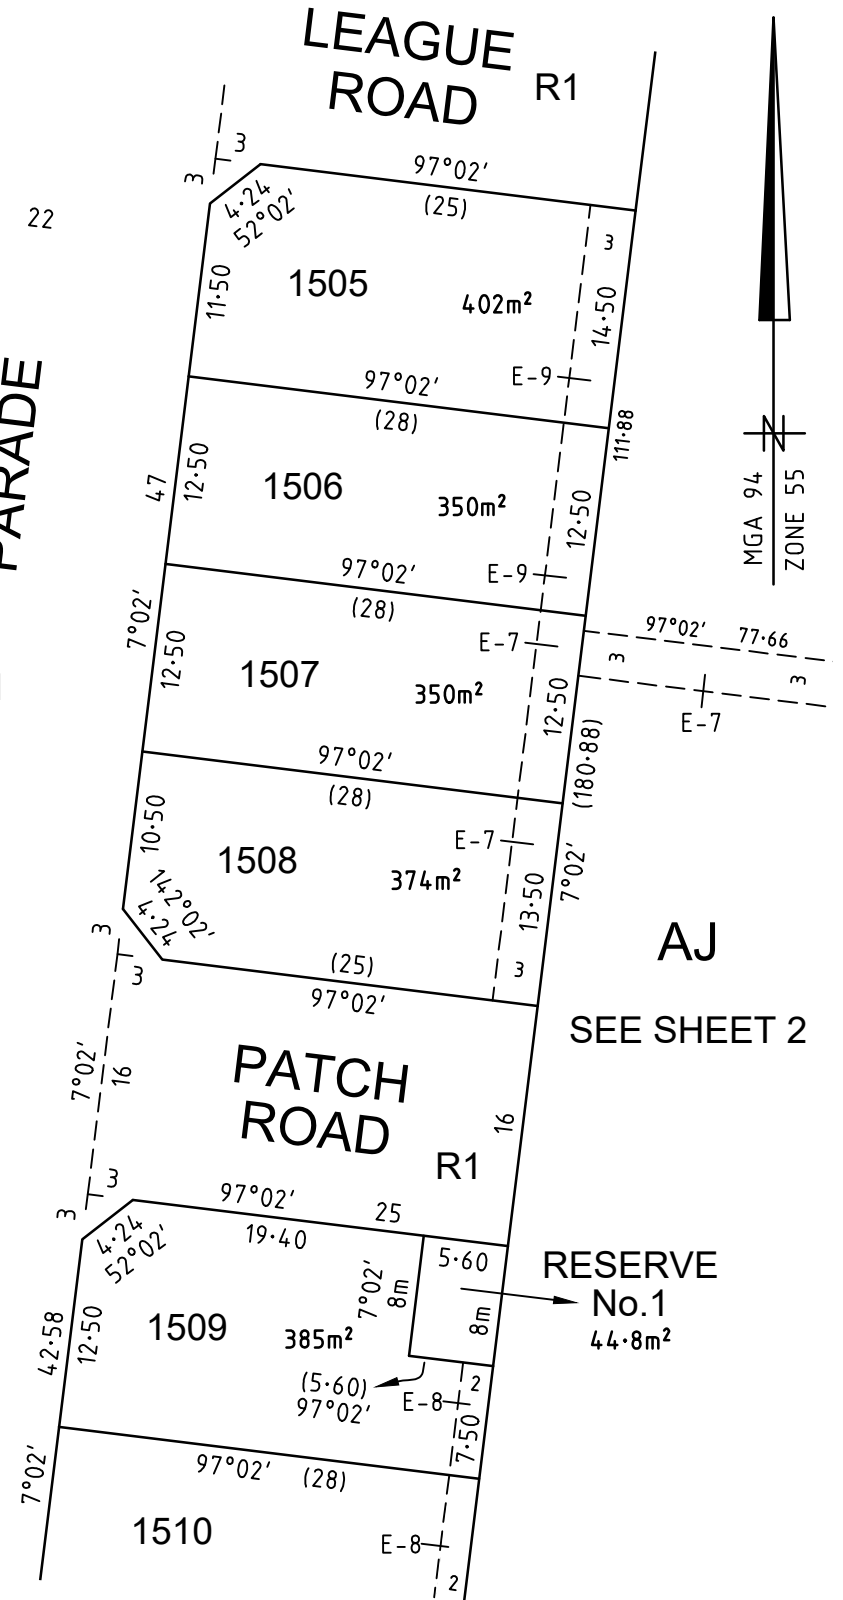 LEAGUE
ROAD
R1
3
3
97°02'
(25)
4·24
52°02'
22
3
11·50
1505
402m²
14·50
E-9
97°02'
(28)
PARADE
111·88
47
12·50
1506
350m²
12·50
E-9
MGA 94
ZONE 55
N
97°02'
(28)
7°02'
12·50
E-7
97°02'
77·66
3
3
E-7
1507
350m²
12·50
(180·88)
97°02'
(28)
10·50
E-7
1508
374m²
13·50
7°02'
142°02'
4·24
3
3
3
(25)
97°02'
AJ
SEE SHEET 2
7°02'
16
PATCH
ROAD
16
R1
3
3
97°02'
25
4·24
52°02'
19·40
5·60
7°02'
8m
8m
RESERVE
No.1
44·8m²
42·58
12·50
1509
385m²
(5·60)
97°02'
2
E-8
7·50
7°02'
97°02'
(28)
1510
E-8
2